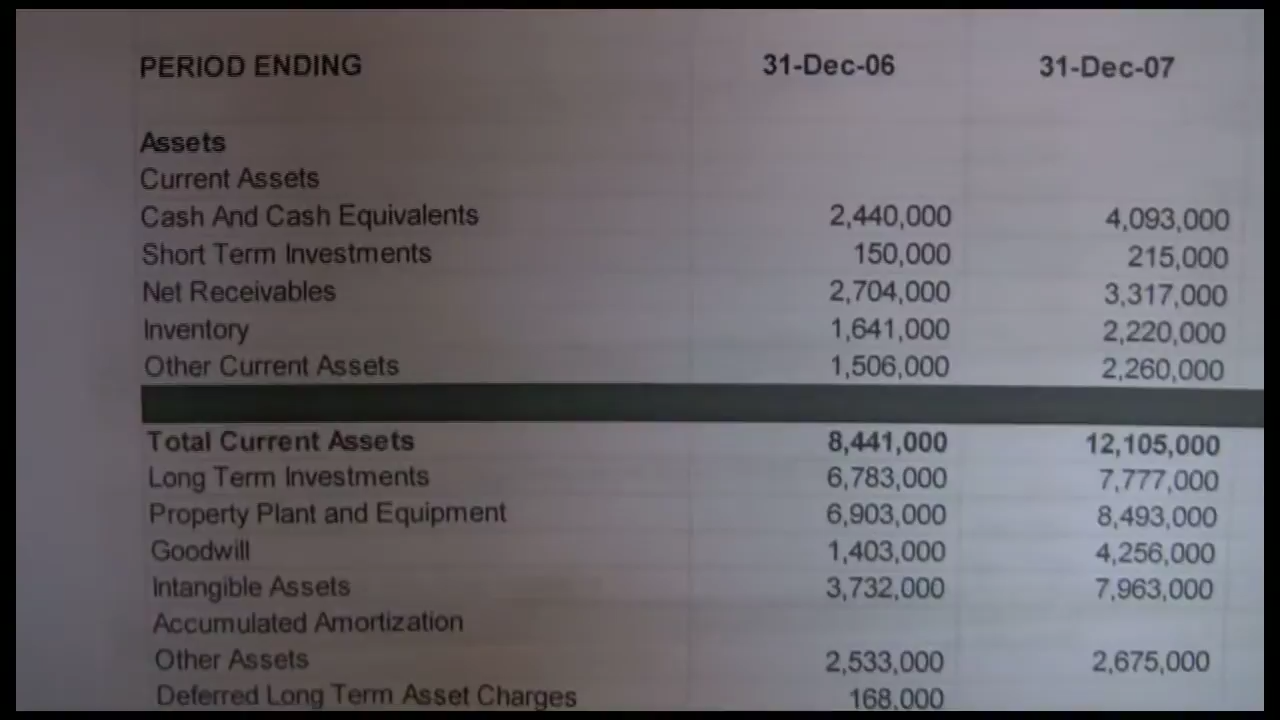 PERIOD ENDING 31-Dec-06 31-Dec-07
Assets
Current Assets
Cash And Cash Equivalents 2,440,000 4,093,000
Short Term Investments 150,000 215,000
Net Receivables 2,704,000 3,317,000
Inventory 1,641,000 2,220,000
Other Current Assets 1,506,000 2,260,000
Total Current Assets 8,441,000 12,105,000
Long Term Investments 6,783,000 7,777,000
Property Plant and Equipment 6,903,000 8,493,000
Goodwill 1,403,000 4,256,000
Intangible Assets 3,732,000 7,963,000
Accumulated Amortization
Other Assets 2,533,000 2,675,000
Deferred Long Term Asset Charges 168,000